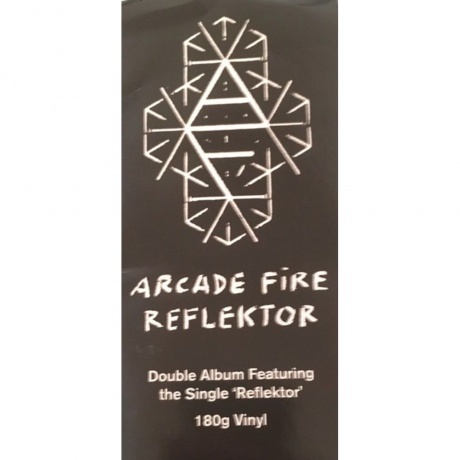 ARCADE FiRE
REFLEKTOR
Double Album Featuring
the Single 'Reflektor'
180g Vinyl